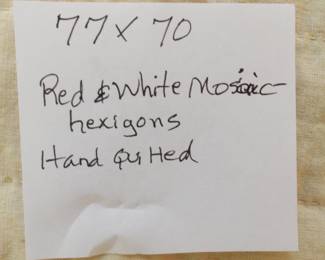 77 x 70
Red & White Mosaic
hexigons
Hand Quilted